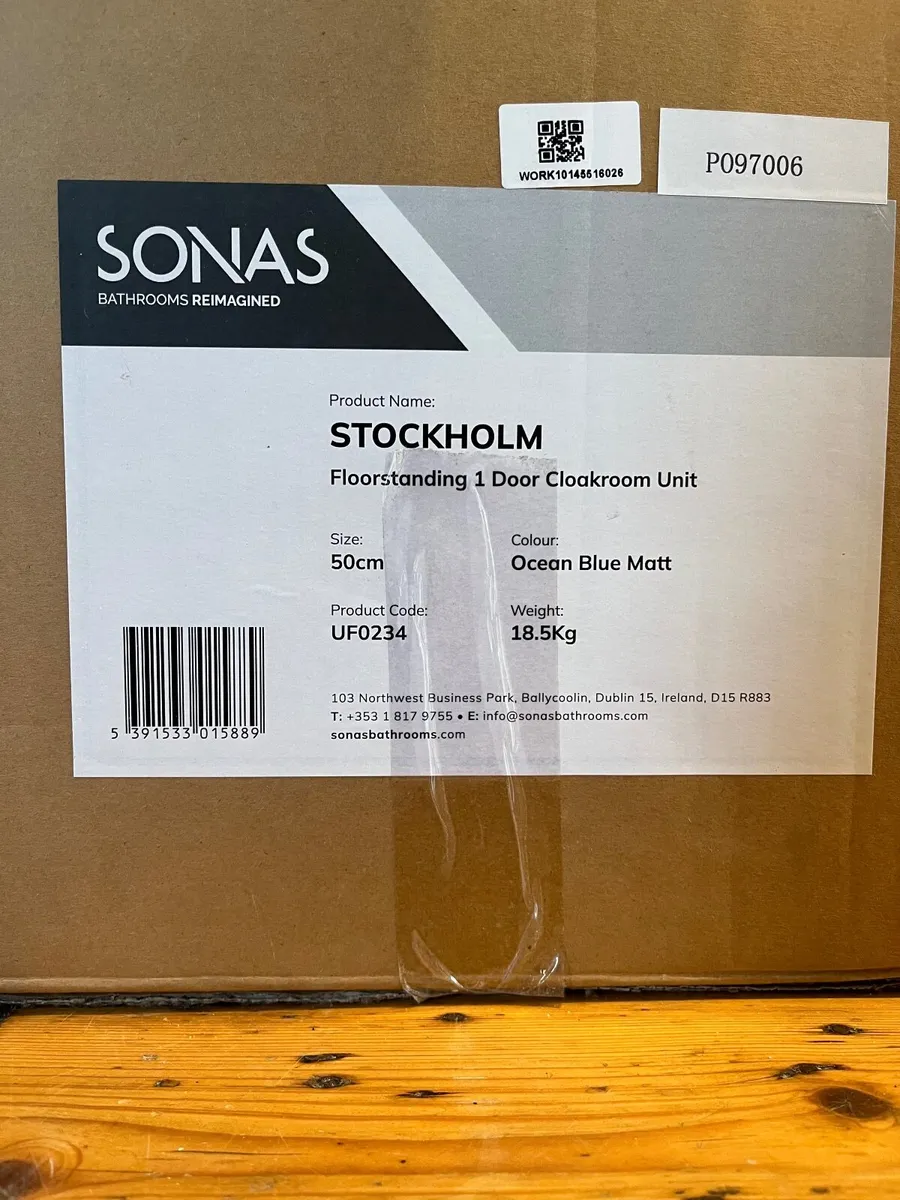 WORK10145516026
P097006
SONAS
BATHROOMS REIMAGINED
Product Name:
STOCKHOLM
Floorstanding 1 Door Cloakroom Unit
Size:
50cm
Colour:
Ocean Blue Matt
Product Code:
UF0234
Weight:
18.5Kg
103 Northwest Business Park, Ballycoolin, Dublin 15, Ireland, D15 R883
T: +353 1 817 9755 • E: info@sonasbathrooms.com
sonasbathrooms.com
5 391533 015889